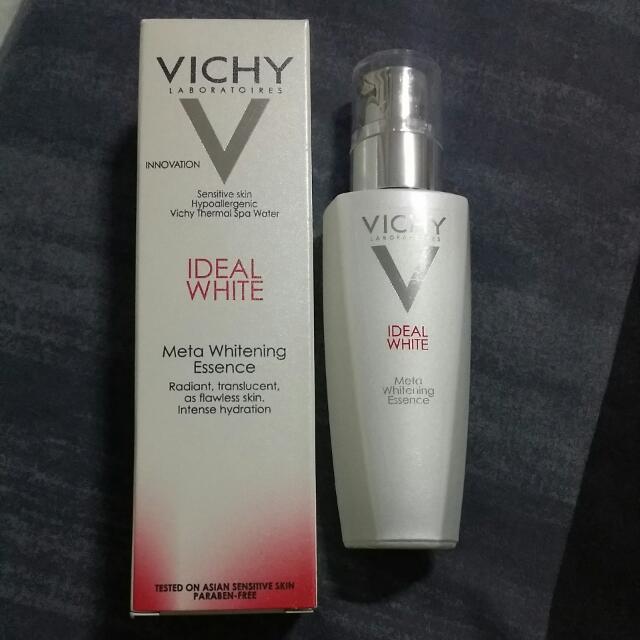 VICHY
LABORATOIRES
V
INNOVATION
Sensitive skin
Hypoallergenic
Vichy Thermal Spa Water
IDEAL
WHITE
Meta Whitening
Essence
Radiant, translucent,
as flawless skin.
Intense hydration
TESTED ON ASIAN SENSITIVE SKIN
PARABEN-FREE
VICHY
LABORATOIRES
V
IDEAL
WHITE
Meta
Whitening
Essence